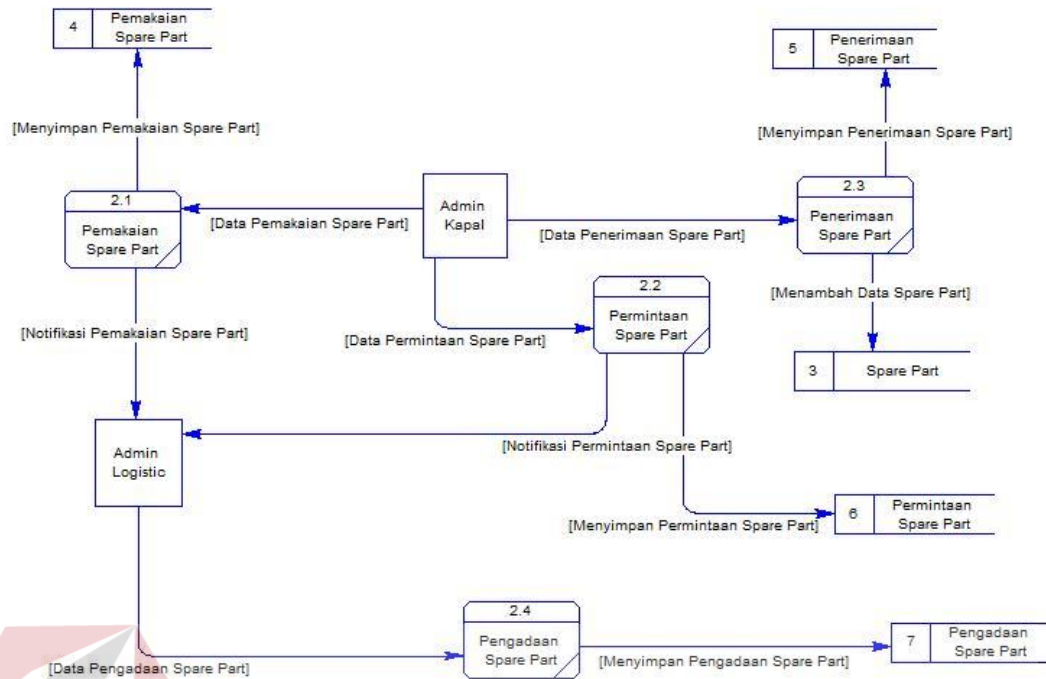 4
Pemakaian
Spare Part
5
Penerimaan
Spare Part
[Menyimpan Pemakaian Spare Part]
[Menyimpan Penerimaan Spare Part]
2.1
Pemakaian
Spare Part
[Data Pemakaian Spare Part]
Admin
Kapal
[Data Penerimaan Spare Part]
2.3
Penerimaan
Spare Part
2.2
Permintaan
Spare Part
[Menambah Data Spare Part]
[Notifikasi Pemakaian Spare Part]
[Data Permintaan Spare Part]
3
Spare Part
Admin
Logistic
[Notifikasi Permintaan Spare Part]
[Menyimpan Permintaan Spare Part]
6
Permintaan
Spare Part
2.4
Pengadaan
Spare Part
[Data Pengadaan Spare Part]
[Menyimpan Pengadaan Spare Part]
7
Pengadaan
Spare Part